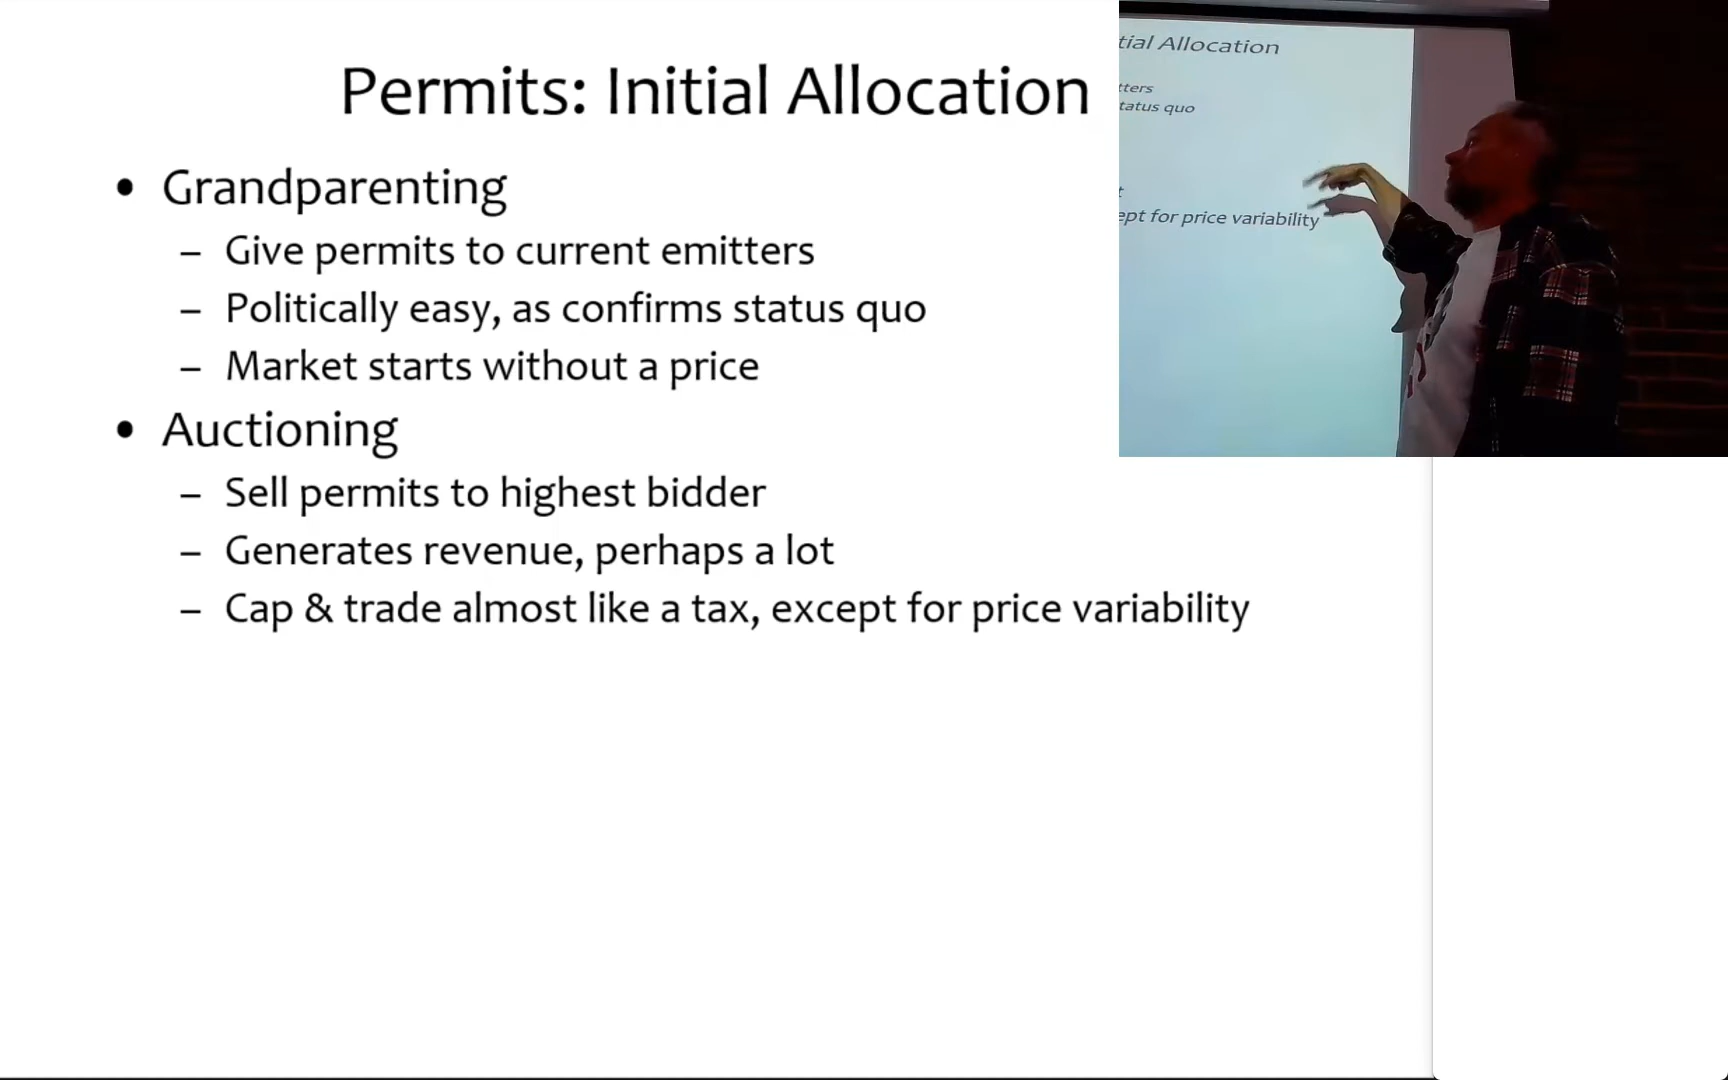 Permits: Initial Allocation
• Grandparenting
– Give permits to current emitters
– Politically easy, as confirms status quo
– Market starts without a price
• Auctioning
– Sell permits to highest bidder
– Generates revenue, perhaps a lot
– Cap & trade almost like a tax, except for price variability
tial Allocation
tters
tatus quo
t
ept for price variability